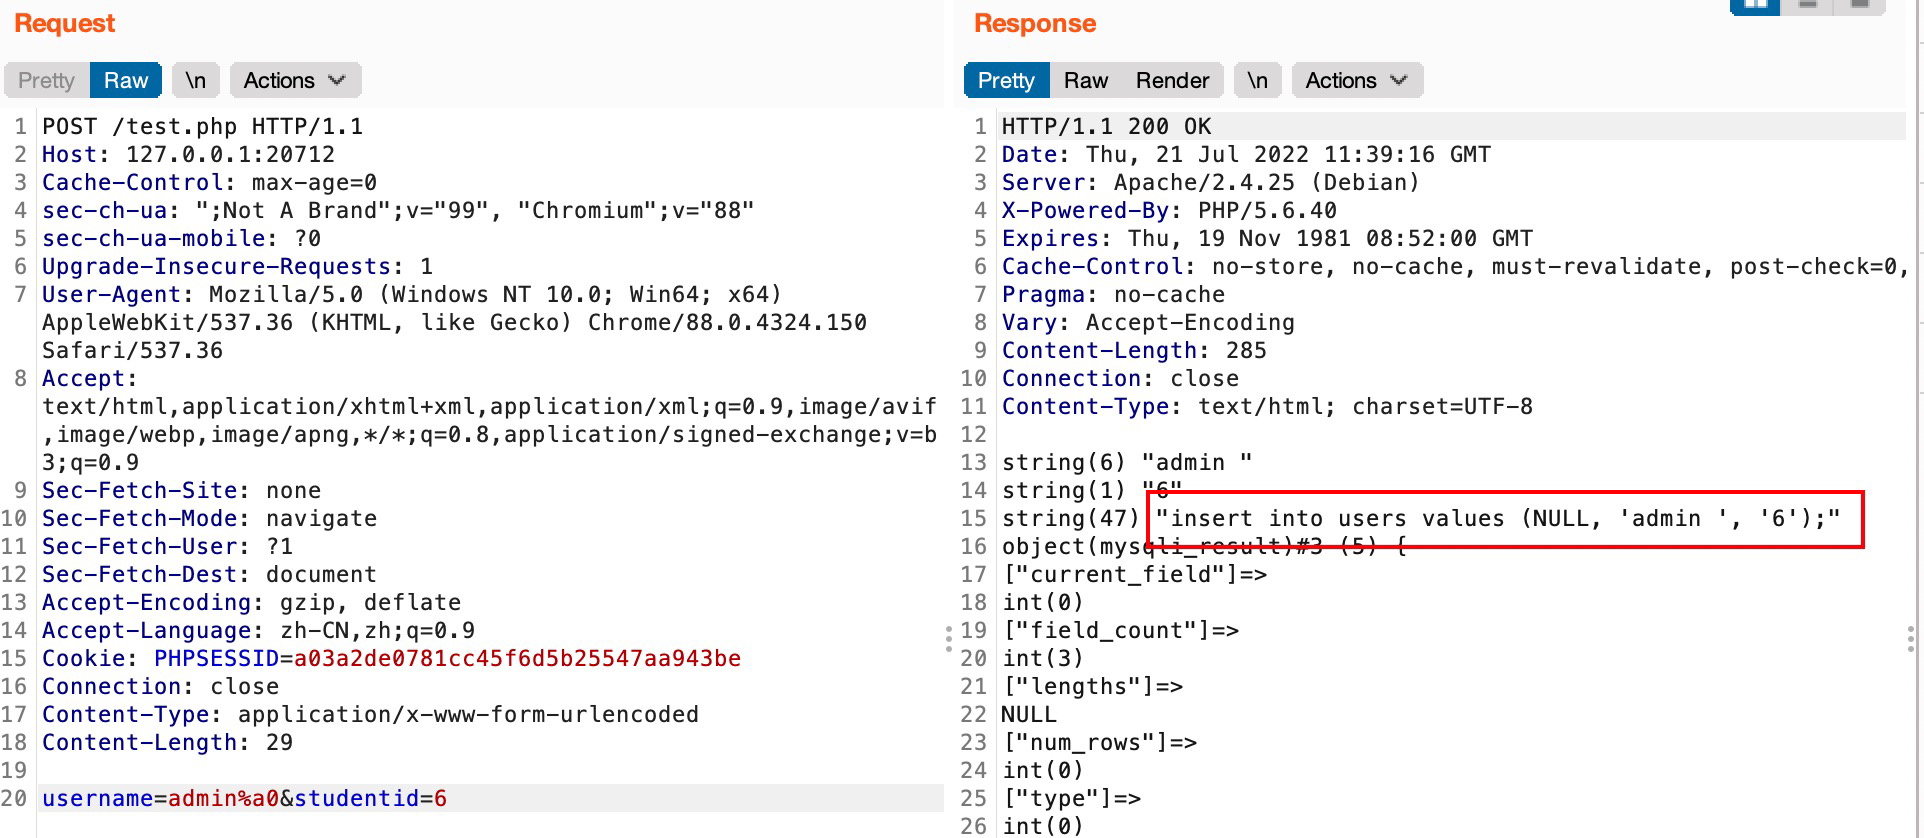 Request
Pretty Raw \n Actions
1 POST /test.php HTTP/1.1
2 Host: 127.0.0.1:20712
3 Cache-Control: max-age=0
4 sec-ch-ua: ";Not A Brand";v="99", "Chromium";v="88"
5 sec-ch-ua-mobile: ?0
6 Upgrade-Insecure-Requests: 1
7 User-Agent: Mozilla/5.0 (Windows NT 10.0; Win64; x64)
AppleWebKit/537.36 (KHTML, like Gecko) Chrome/88.0.4324.150
Safari/537.36
8 Accept:
text/html,application/xhtml+xml,application/xml;q=0.9,image/avif
,image/webp,image/apng,*/*;q=0.8,application/signed-exchange;v=b
3;q=0.9
9 Sec-Fetch-Site: none
10 Sec-Fetch-Mode: navigate
11 Sec-Fetch-User: ?1
12 Sec-Fetch-Dest: document
13 Accept-Encoding: gzip, deflate
14 Accept-Language: zh-CN,zh;q=0.9
15 Cookie: PHPSESSID=a03a2de0781cc45f6d5b25547aa943be
16 Connection: close
17 Content-Type: application/x-www-form-urlencoded
18 Content-Length: 29
19
20 username=admin%a0&studentid=6
Response
Pretty Raw Render \n Actions
1 HTTP/1.1 200 OK
2 Date: Thu, 21 Jul 2022 11:39:16 GMT
3 Server: Apache/2.4.25 (Debian)
4 X-Powered-By: PHP/5.6.40
5 Expires: Thu, 19 Nov 1981 08:52:00 GMT
6 Cache-Control: no-store, no-cache, must-revalidate, post-check=0,
7 Pragma: no-cache
8 Vary: Accept-Encoding
9 Content-Length: 285
10 Connection: close
11 Content-Type: text/html; charset=UTF-8
12
13 string(6) "admin "
14 string(1) "6"
15 string(47) "insert into users values (NULL, 'admin ', '6');"
16 object(mysqli_result)#3 (5) {
17 ["current_field"]=>
18 int(0)
19 ["field_count"]=>
20 int(3)
21 ["lengths"]=>
22 NULL
23 ["num_rows"]=>
24 int(0)
25 ["type"]=>
26 int(0)